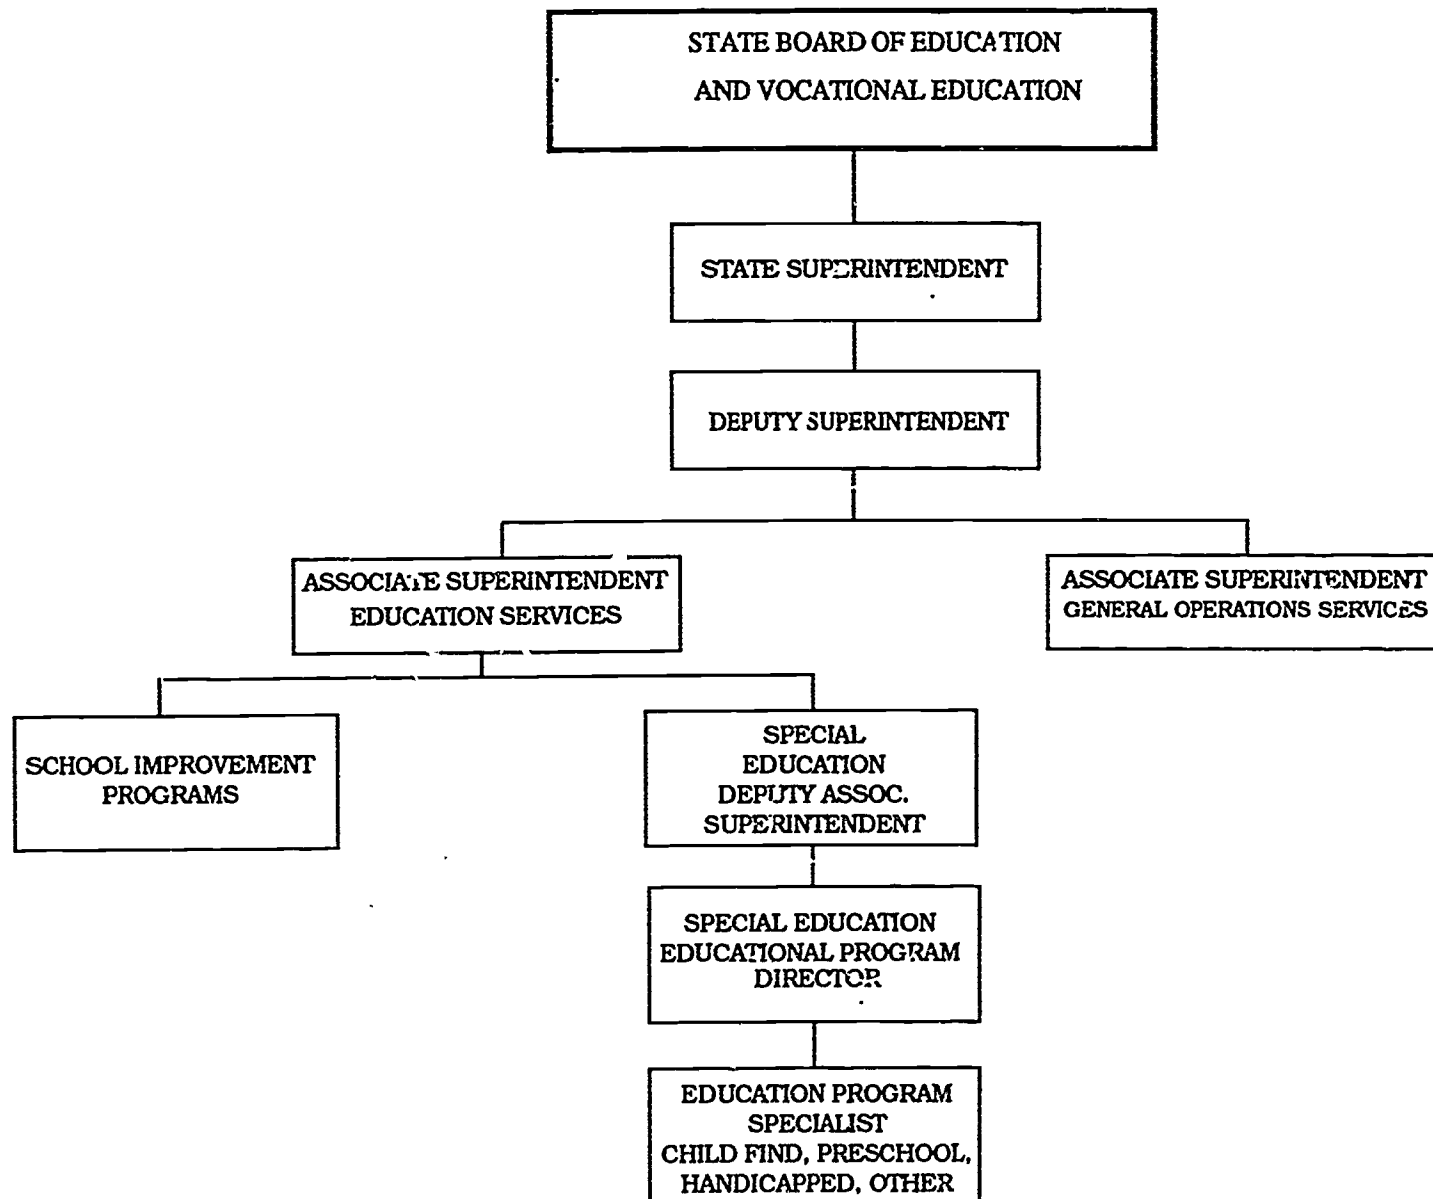 STATE BOARD OF EDUCATION
AND VOCATIONAL EDUCATION
STATE SUPERINTENDENT
DEPUTY SUPERINTENDENT
ASSOCIATE SUPERINTENDENT
EDUCATION SERVICES
ASSOCIATE SUPERINTENDENT
GENERAL OPERATIONS SERVICES
SCHOOL IMPROVEMENT
PROGRAMS
SPECIAL
EDUCATION
DEPUTY ASSOC.
SUPERINTENDENT
SPECIAL EDUCATION
EDUCATIONAL PROGRAM
DIRECTOR
EDUCATION PROGRAM
SPECIALIST
CHILD FIND, PRESCHOOL,
HANDICAPPED, OTHER